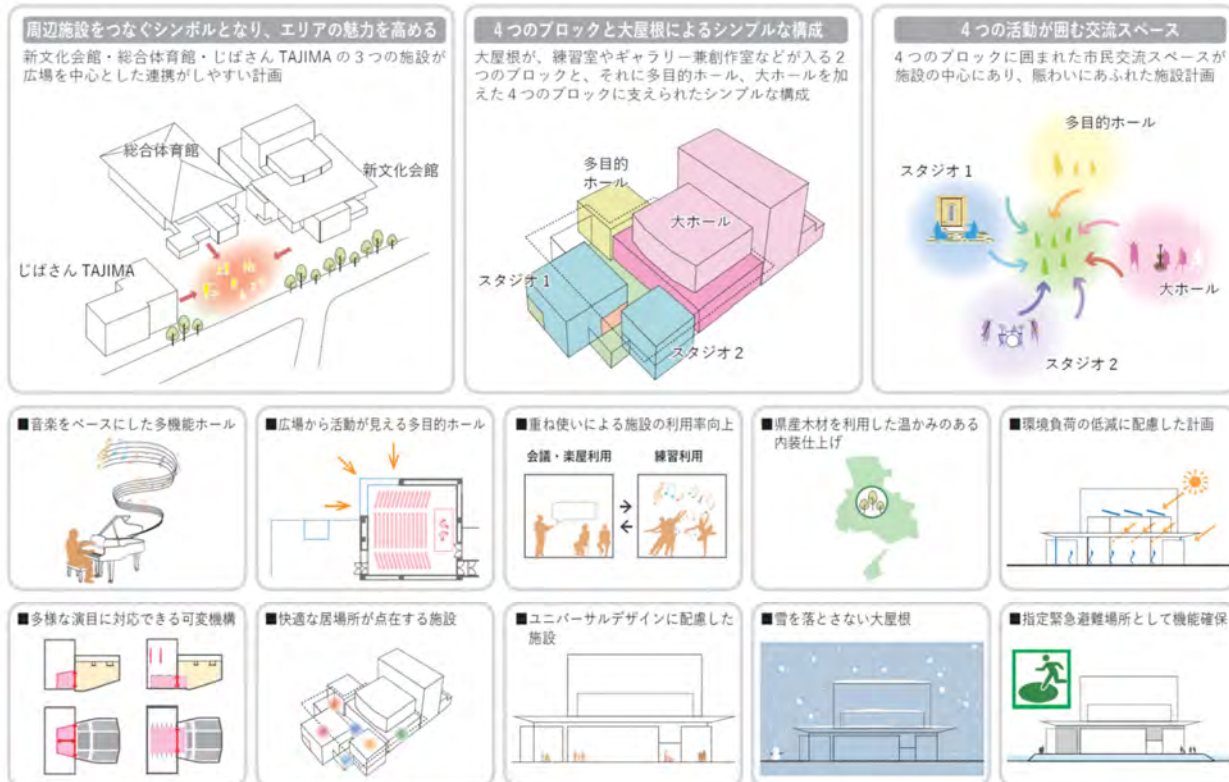 周辺施設をつなぐシンボルとなり、エリアの魅力を高める
新文化会館・総合体育館・じばさん TAJIMA の3つの施設が
広場を中心とした連携がしやすい計画
総合体育館
新文化会館
じばさん TAJIMA
4つのブロックと大屋根によるシンプルな構成
大屋根が、練習室やギャラリー兼創作室などが入る2
つのブロックと、それに多目的ホール、大ホールを加
えた4つのブロックに支えられたシンプルな構成
多目的
ホール
大ホール
スタジオ1
スタジオ2
4つの活動が囲む交流スペース
4つのブロックに囲まれた市民交流スペースが
施設の中心にあり、賑わいにあふれた施設計画
多目的ホール
スタジオ1
大ホール
スタジオ2
■音楽をベースにした多機能ホール
■広場から活動が見える多目的ホール
■重ね使いによる施設の利用率向上
会議・楽屋利用
練習利用
■県産木材を利用した温かみのある
内装仕上げ
■環境負荷の低減に配慮した計画
■多様な演目に対応できる可変機構
■快適な居場所が点在する施設
■ユニバーサルデザインに配慮した
施設
■雪を落とさない大屋根
■指定緊急避難場所として機能確保